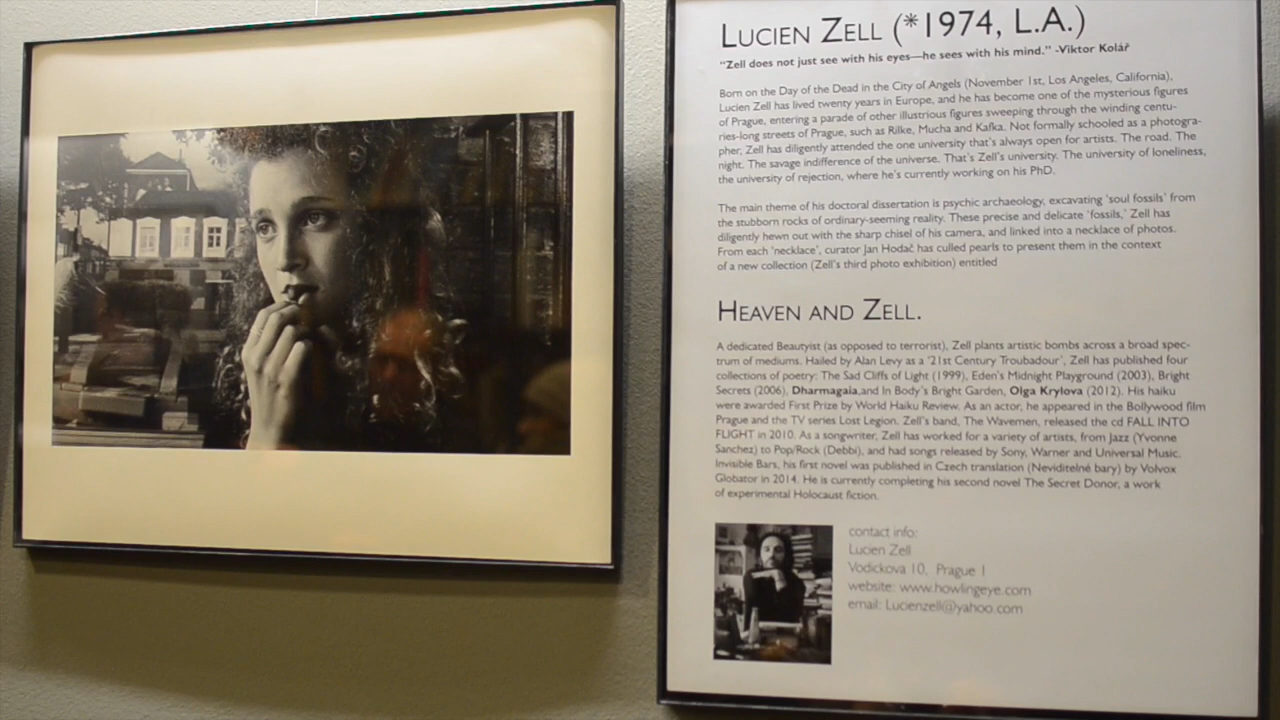 LUCIEN ZELL (*1974, L.A.)
“Zell does not just see with his eyes—he sees with his mind.” -Viktor Kolář
Born on the Day of the Dead in the City of Angels (November 1st, Los Angeles, California),
Lucien Zell has lived twenty years in Europe, and he has become one of the mysterious figures
of Prague, entering a parade of other illustrious figures sweeping through the winding centu-
ries-long streets of Prague, such as Rilke, Mucha and Kafka. Not formally schooled as a photogra-
pher, Zell has diligently attended the one university that's always open for artists. The road. The
night. The savage indifference of the universe. That's Zell's university. The university of loneliness,
the university of rejection, where he's currently working on his PhD.
The main theme of his doctoral dissertation is psychic archaeology, excavating ‘soul fossils’ from
the stubborn rocks of ordinary-seeming reality. These precise and delicate ‘fossils,’ Zell has
diligently hewn out with the sharp chisel of his camera, and linked into a necklace of photos.
From each ‘necklace’, curator Jan Hodač has culled pearls to present them in the context
of a new collection (Zell's third photo exhibition) entitled
HEAVEN AND ZELL.
A dedicated Beautyist (as opposed to terrorist), Zell plants artistic bombs across a broad spec-
trum of mediums. Hailed by Alan Levy as a ‘21st Century Troubadour’, Zell has published four
collections of poetry: The Sad Cliffs of Light (1999), Eden's Midnight Playground (2003), Bright
Secrets (2006), Dharmagaia,and In Body's Bright Garden, Olga Krylova (2012). His haiku
were awarded First Prize by World Haiku Review. As an actor, he appeared in the Bollywood film
Prague and the TV series Lost Legion. Zell's band, The Wavemen, released the cd FALL INTO
FLIGHT in 2010. As a songwriter, Zell has worked for a variety of artists, from Jazz (Yvonne
Sanchez) to Pop/Rock (Debbi), and had songs released by Sony, Warner and Universal Music.
Invisible Bars, his first novel was published in Czech translation (Neviditelné bary) by Volvox
Globator in 2014. He is currently completing his second novel The Secret Donor, a work
of experimental Holocaust fiction.
contact info:
Lucien Zell
Vodickova 10, Prague 1
website: www.howlingeye.com
email: Lucienzell@yahoo.com